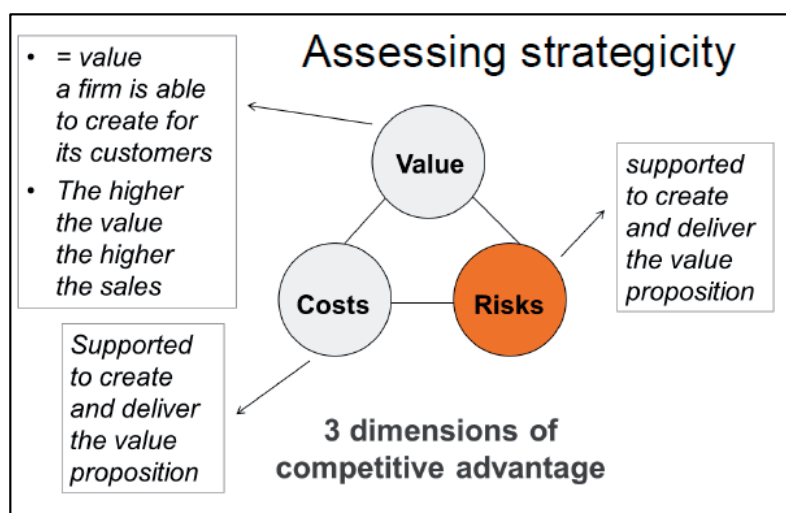 Assessing strategicity
• = value
a firm is able
to create for
its customers
• The higher
the value
the higher
the sales
Value
supported
to create
and deliver
the value
proposition
Costs
Risks
Supported
to create
and deliver
the value
proposition
3 dimensions of
competitive advantage